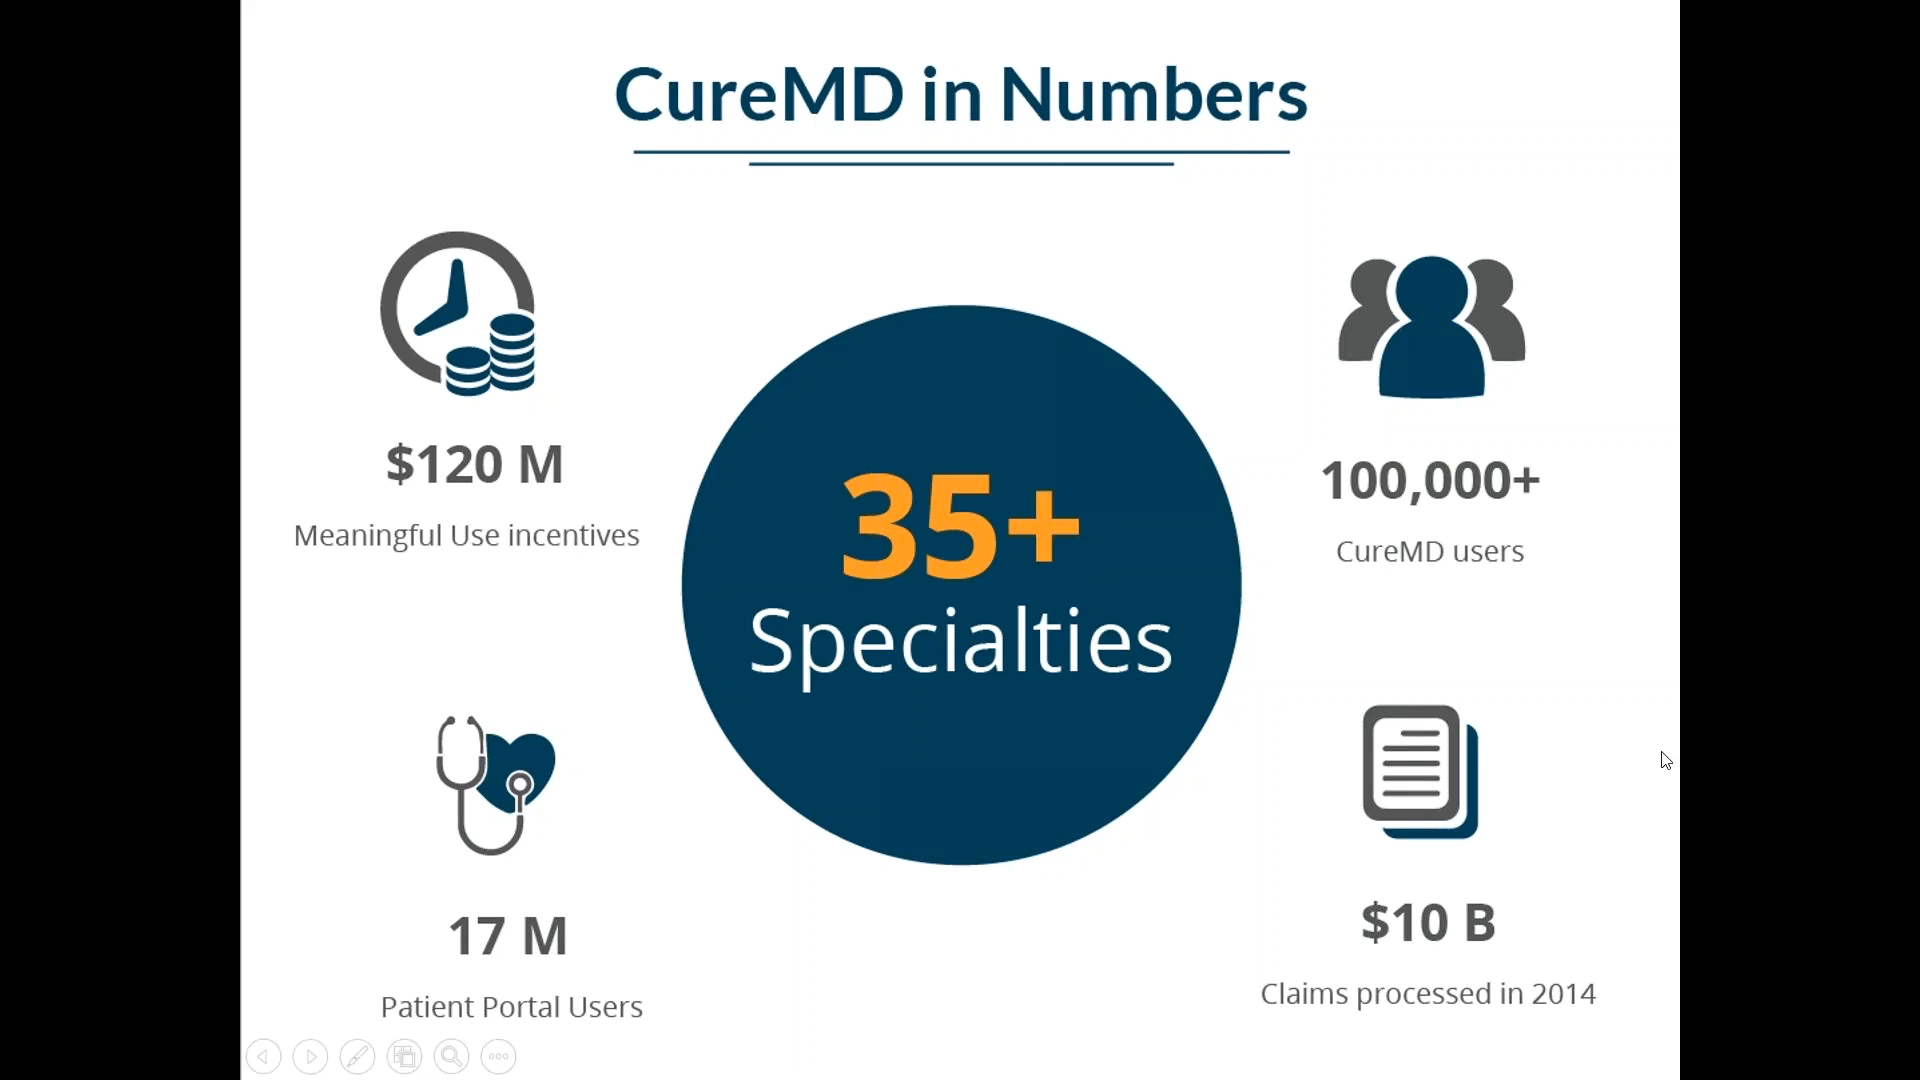 CureMD in Numbers
$120 M
Meaningful Use incentives
35+
Specialties
100,000+
CureMD users
17 M
Patient Portal Users
$10 B
Claims processed in 2014